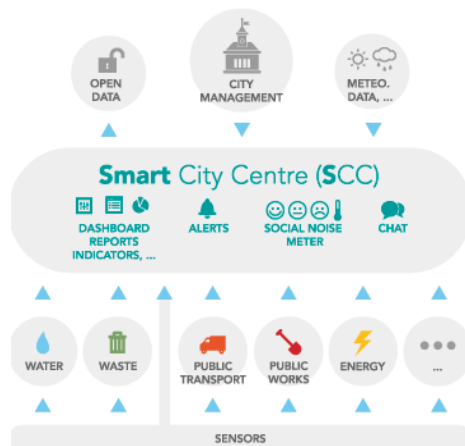 OPEN
DATA
CITY
MANAGEMENT
METEO.
DATA, ...
Smart City Centre (SCC)
DASHBOARD
REPORTS
INDICATORS, ...
ALERTS
SOCIAL NOISE
METER
CHAT
WATER
WASTE
PUBLIC
TRANSPORT
PUBLIC
WORKS
ENERGY
...
SENSORS